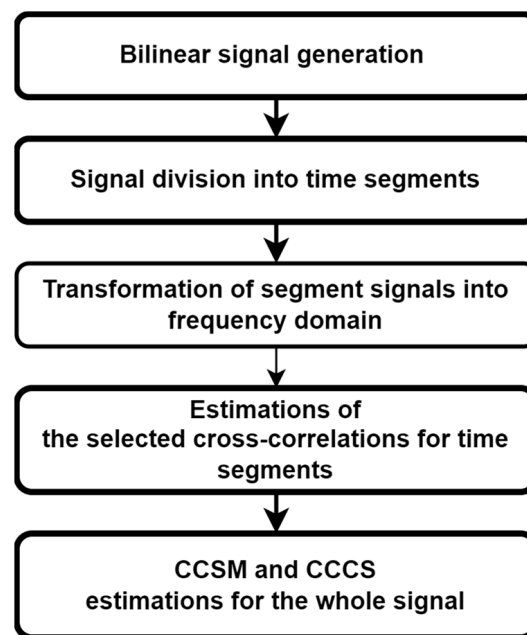 Bilinear signal generation
Signal division into time segments
Transformation of segment signals into
frequency domain
Estimations of
the selected cross-correlations for time
segments
CCSM and CCCS
estimations for the whole signal